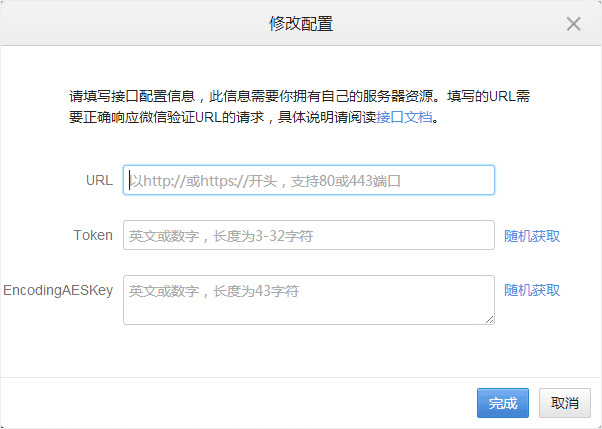 修改配置
请填写接口配置信息，此信息需要你拥有自己的服务器资源。填写的URL需
要正确响应微信验证URL的请求，具体说明请阅读接口文档。
URL 以http://或https://开头，支持80或443端口
Token 英文或数字，长度为3-32字符 随机获取
EncodingAESKey 英文或数字，长度为43字符 随机获取
完成 取消